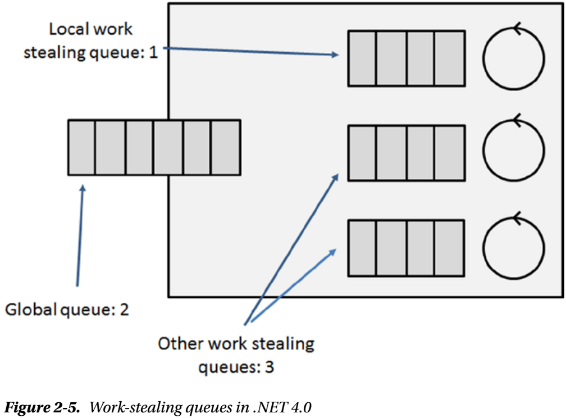 Local work
stealing queue: 1
Global queue: 2
Other work stealing
queues: 3
Figure 2-5. Work-stealing queues in .NET 4.0